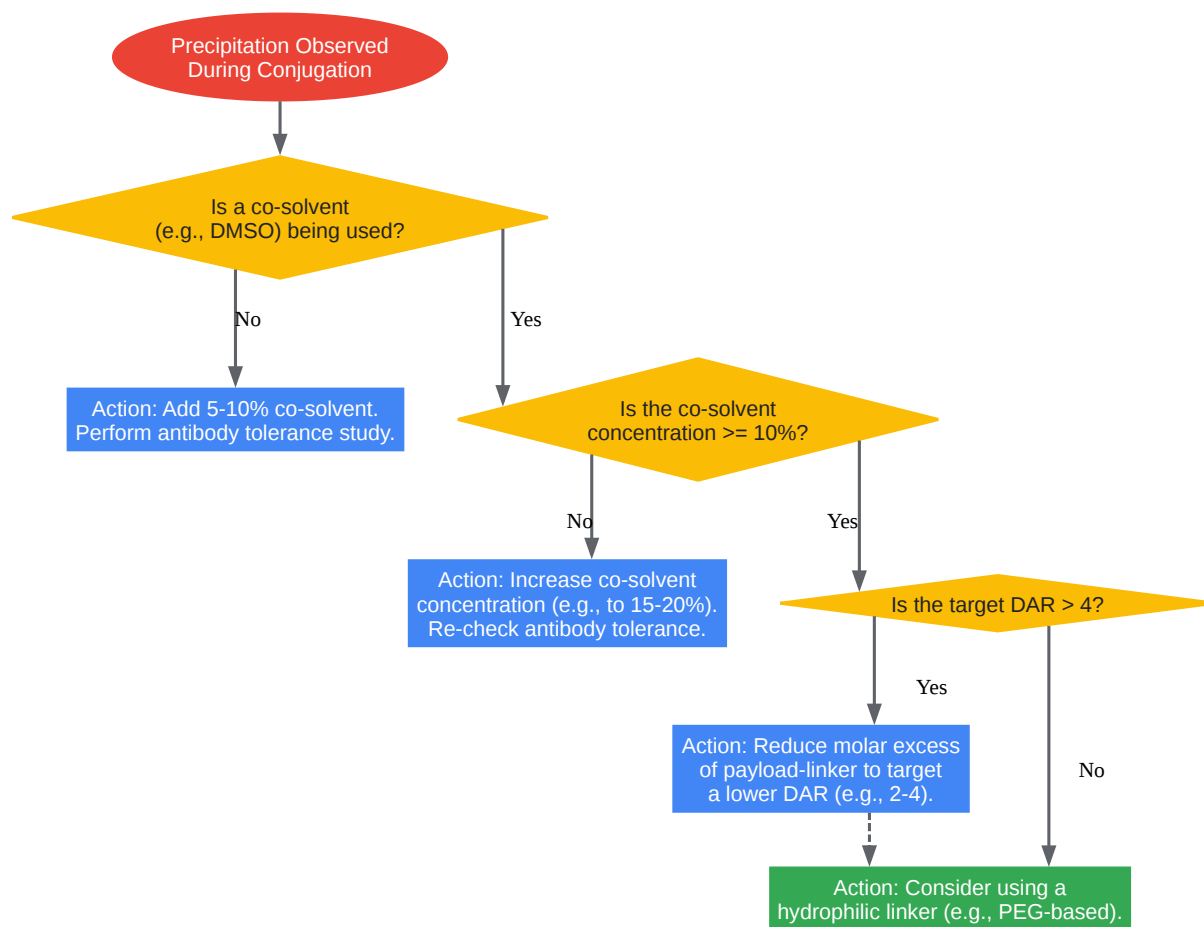 Precipitation Observed
During Conjugation
Is a co-solvent
(e.g., DMSO) being used?
No
Yes
Action: Add 5-10% co-solvent.
Perform antibody tolerance study.
Is the co-solvent
concentration >= 10%?
No
Yes
Action: Increase co-solvent
concentration (e.g., to 15-20%).
Re-check antibody tolerance.
Is the target DAR > 4?
Yes
No
Action: Reduce molar excess
of payload-linker to target
a lower DAR (e.g., 2-4).
Action: Consider using a
hydrophilic linker (e.g., PEG-based).